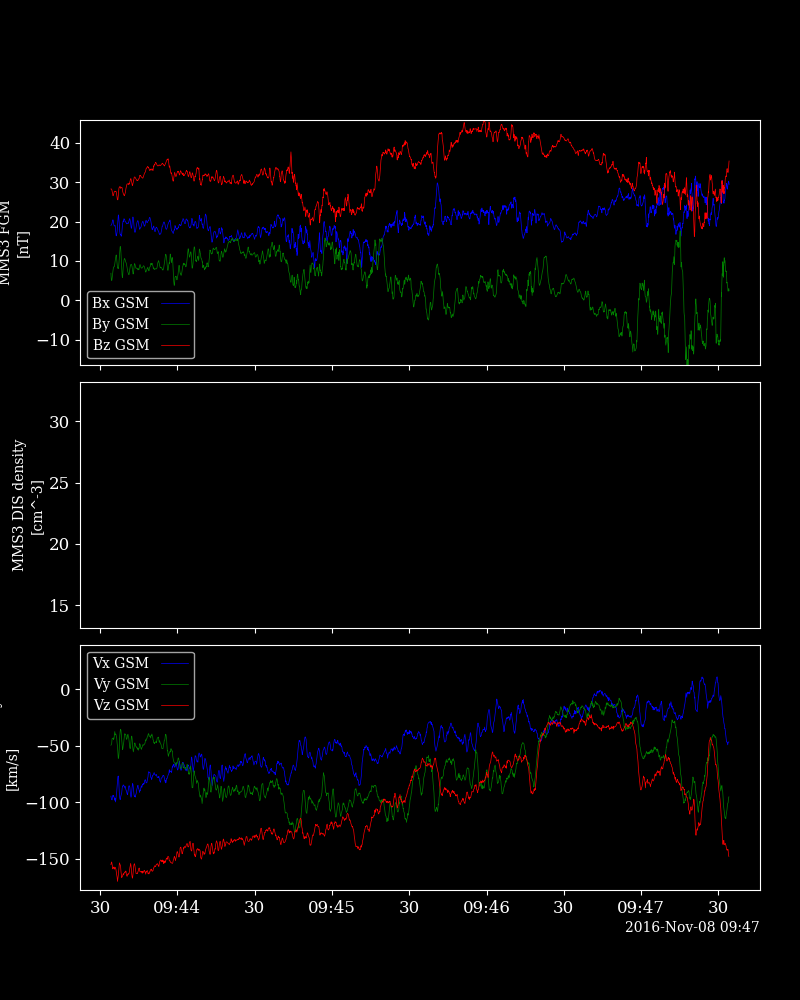 40
30
20
10
0
−10
MMS3 FGM
[nT]
Bx GSM
By GSM
Bz GSM
30
25
20
15
MMS3 DIS density
[cm^-3]
Vx GSM
Vy GSM
Vz GSM
0
−50
−100
−150
[km/s]
30 09:44 30 09:45 30 09:46 30 09:47 30
2016-Nov-08 09:47